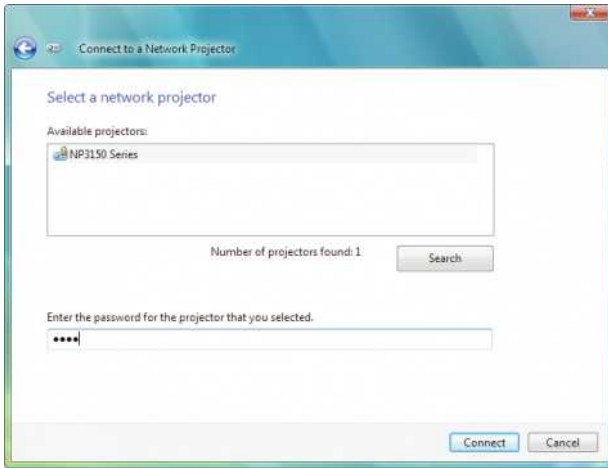 Connect to a Network Projector
Select a network projector
Available projectors:
NP3150 Series
Number of projectors found: 1
Search
Enter the password for the projector that you selected.
••••
Connect
Cancel